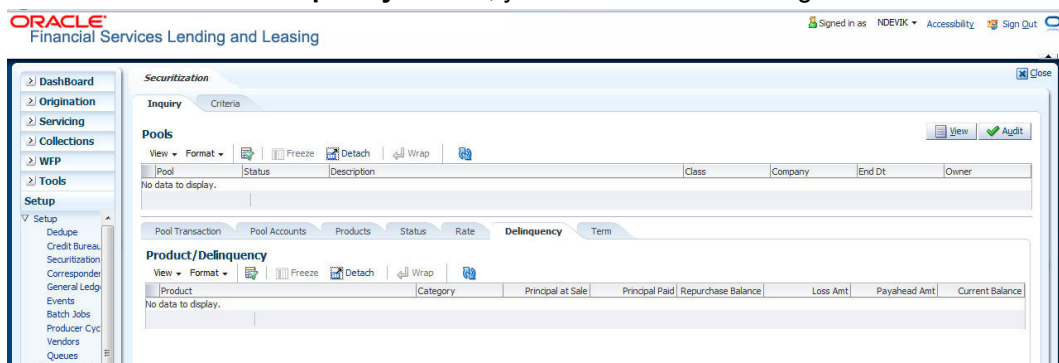 ORACLE
Financial Services Lending and Leasing
Signed in as NDEVIK Accessibility Sign Out
Close
DashBoard
Origination
Servicing
Collections
WFP
Tools
Setup
Setup
Dedupe
Credit Bureau
Securitization
Corresponden
General Ledg
Events
Batch Jobs
Producer Cyc
Vendors
Queues
Securitization
Inquiry Criteria
Pools
View Audit
View Format Freeze Detach Wrap
Pool Status Description Class Company End Dt Owner
No data to display.
Pool Transaction Pool Accounts Products Status Rate Delinquency Term
Product/Delinquency
View Format Freeze Detach Wrap
Product Category Principal at Sale Principal Paid Repurchase Balance Loss Amt Payahead Amt Current Balance
No data to display.